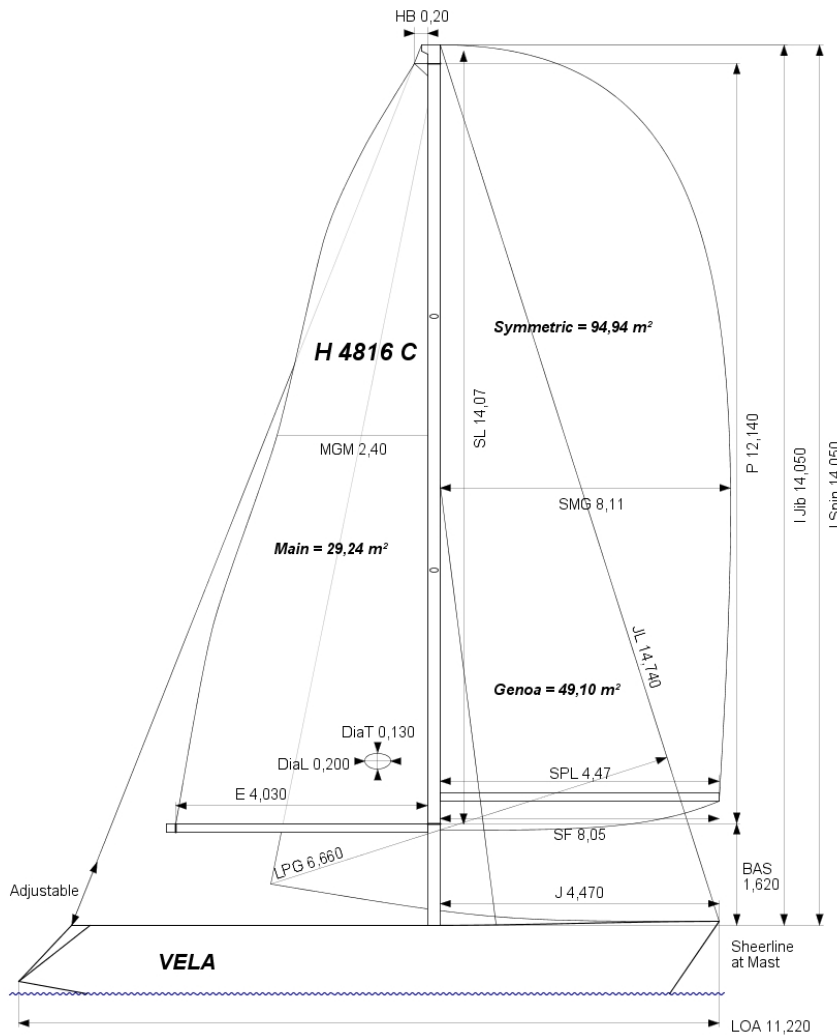 HB 0,20
Symmetric = 94,94 m²
H 4816 C
SL 14,07
P 12,140
I Jib 14,050
I Spin 14,050
MGM 2,40
SMG 8,11
Main = 29,24 m²
JL 14,740
Genoa = 49,10 m²
DiaT 0,130
DiaL 0,200
SPL 4,47
E 4,030
SF 8,05
LPG 6,660
BAS
1,620
Adjustable
J 4,470
Sheerline
at Mast
VELA
LOA 11,220